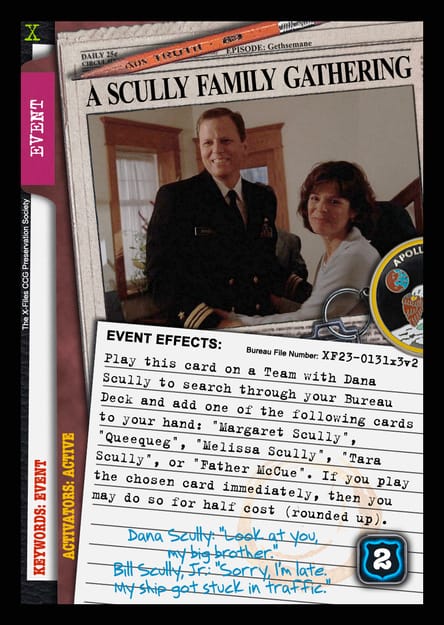 X
DAILY 25¢
EPISODE: Gethsemane
A SCULLY FAMILY GATHERING
EVENT
The X-Files CCG Preservation Society
KEYWORDS: EVENT
ACTIVATORS: ACTIVE
APOLL
EVENT EFFECTS:
Bureau File Number: XF23-0131x3v2
Play this card on a Team with Dana
Scully to search through your Bureau
Deck and add one of the following cards
to your hand: "Margaret Scully",
"Queequeg", "Melissa Scully", "Tara
Scully", or "Father McCue". If you play
the chosen card immediately, then you
may do so for half cost (rounded up).
Dana Scully: "Look at you,
my big brother."
Bill Scully, Jr.: "Sorry, I'm late.
My ship got stuck in traffic."
2